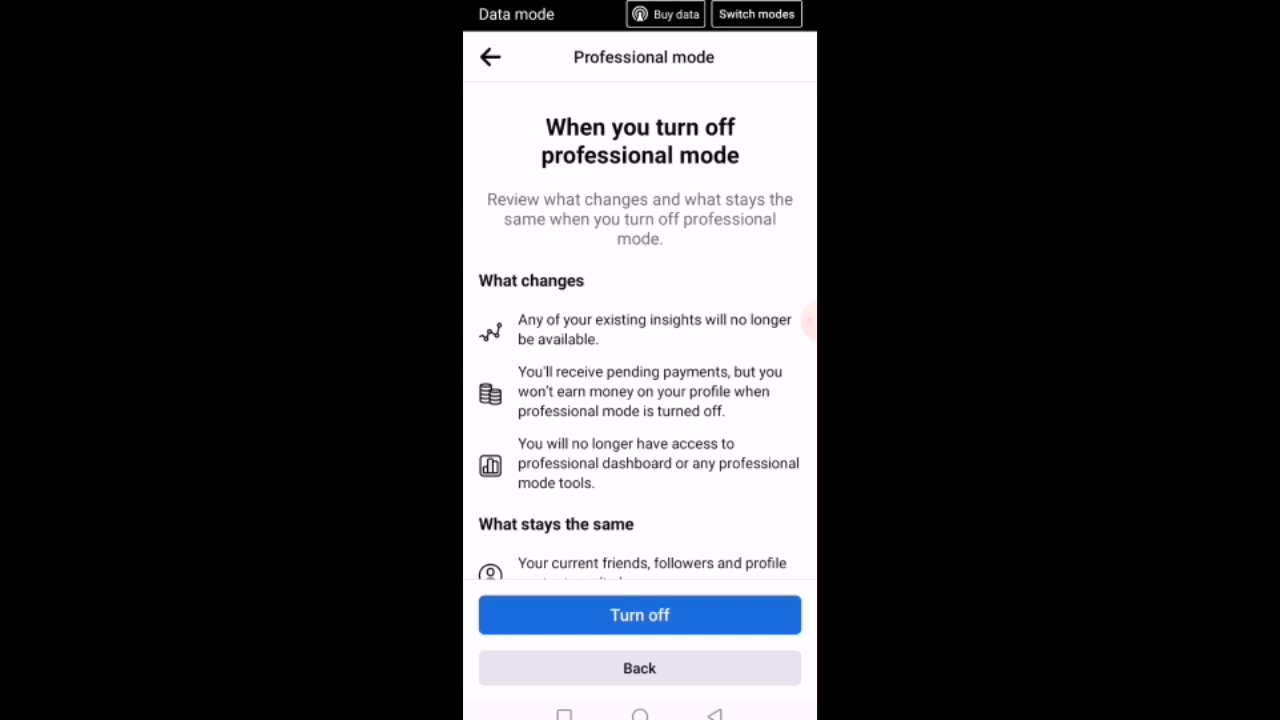 Data mode
Buy data
Switch modes
Professional mode
When you turn off
professional mode
Review what changes and what stays the
same when you turn off professional
mode.
What changes
Any of your existing insights will no longer
be available.
You'll receive pending payments, but you
won't earn money on your profile when
professional mode is turned off.
You will no longer have access to
professional dashboard or any professional
mode tools.
What stays the same
Your current friends, followers and profile
Turn off
Back